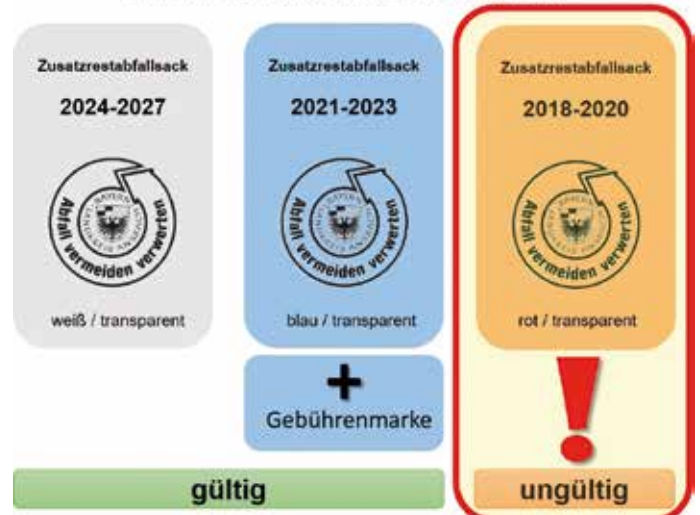 Zusatzrestabfallsack
2024-2027
Abfall vermeiden verwerten
weiß / transparent
Zusatzrestabfallsack
2021-2023
Abfall vermeiden verwerten
blau / transparent
+
Gebührenmarke
gültig
Zusatzrestabfallsack
2018-2020
Abfall vermeiden verwerten
rot / transparent
!
ungültig